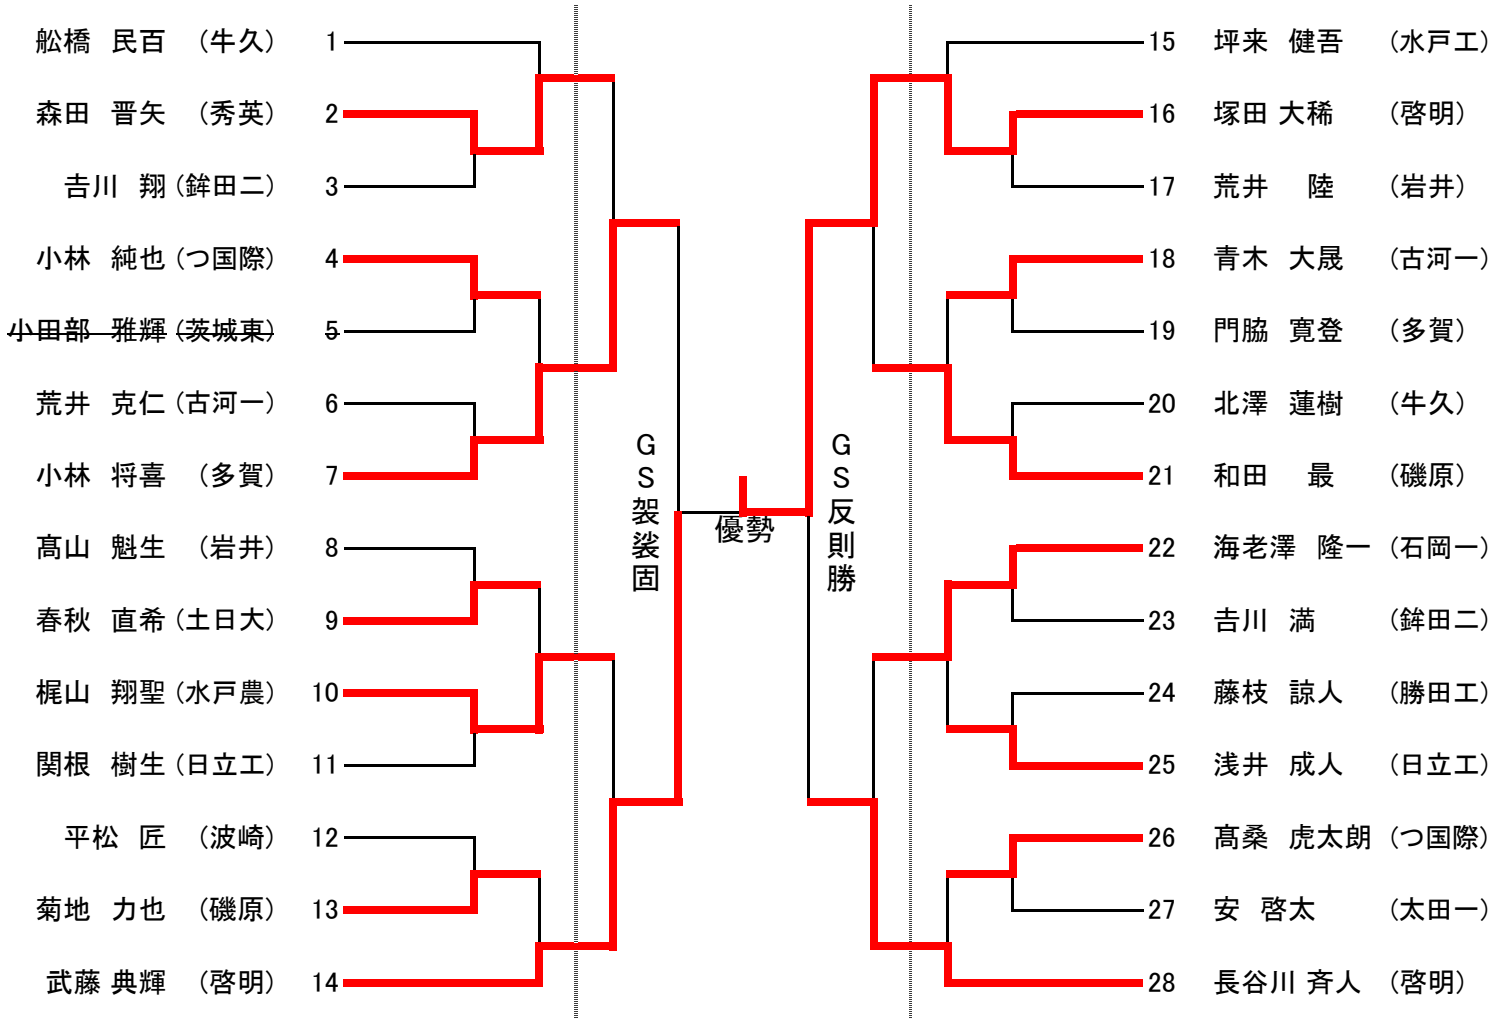 舩橋 民百 （牛久） 1
森田 晋矢 （秀英） 2
𠮷川 翔 （鉾田二） 3
小林 純也 （つ国際） 4
小田部 雅輝 （茨城東） 5
荒井 克仁 （古河一） 6
小林 将喜 （多賀） 7
髙山 魁生 （岩井） 8
春秋 直希 （土日大） 9
梶山 翔聖 （水戸農） 10
関根 樹生 （日立工） 11
平松 匠 （波崎） 12
菊地 力也 （磯原） 13
武藤 典輝 （啓明） 14
GS袈裟固
優勢
GS反則勝
15 坪来 健吾 （水戸工）
16 塚田 大稀 （啓明）
17 荒井 陸 （岩井）
18 青木 大晟 （古河一）
19 門脇 寛登 （多賀）
20 北澤 蓮樹 （牛久）
21 和田 最 （磯原）
22 海老澤 隆一 （石岡一）
23 𠮷川 満 （鉾田二）
24 藤枝 諒人 （勝田工）
25 浅井 成人 （日立工）
26 髙桑 虎太朗 （つ国際）
27 安 啓太 （太田一）
28 長谷川 斉人 （啓明）